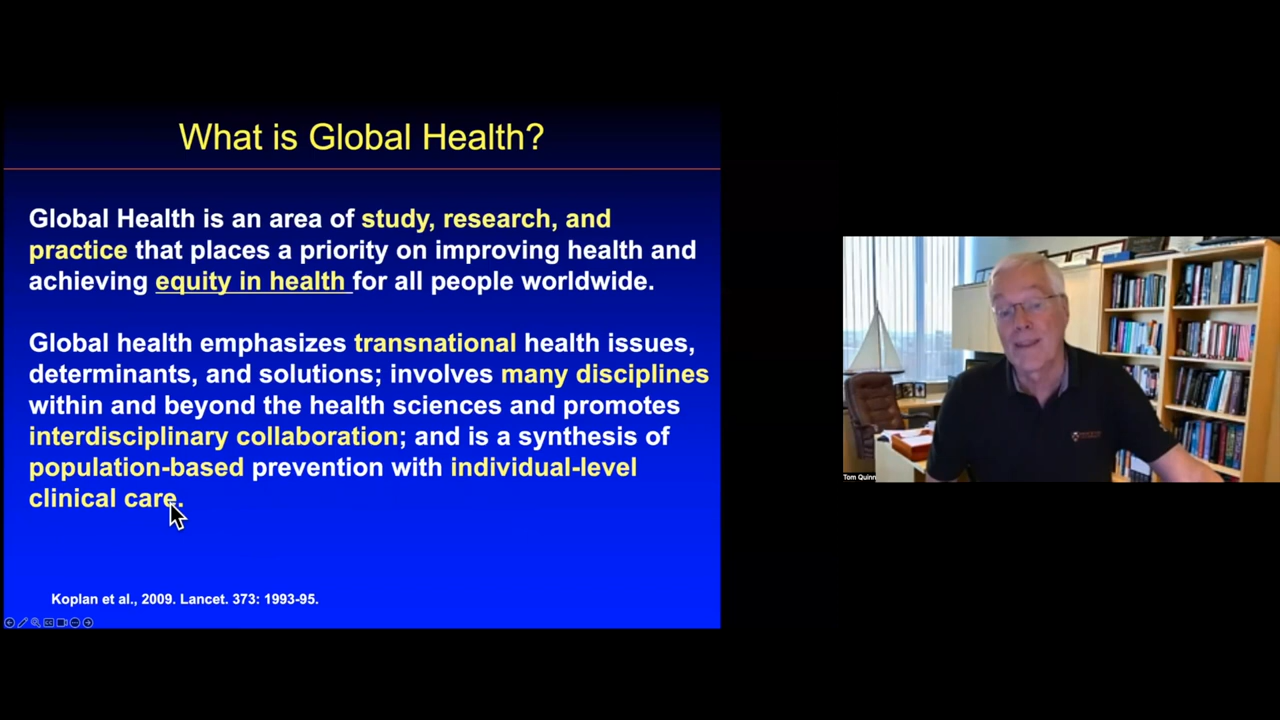 What is Global Health?
Global Health is an area of study, research, and
practice that places a priority on improving health and
achieving equity in health for all people worldwide.
Global health emphasizes transnational health issues,
determinants, and solutions; involves many disciplines
within and beyond the health sciences and promotes
interdisciplinary collaboration; and is a synthesis of
population-based prevention with individual-level
clinical care.
Koplan et al., 2009. Lancet. 373: 1993-95.
Tom Quinn